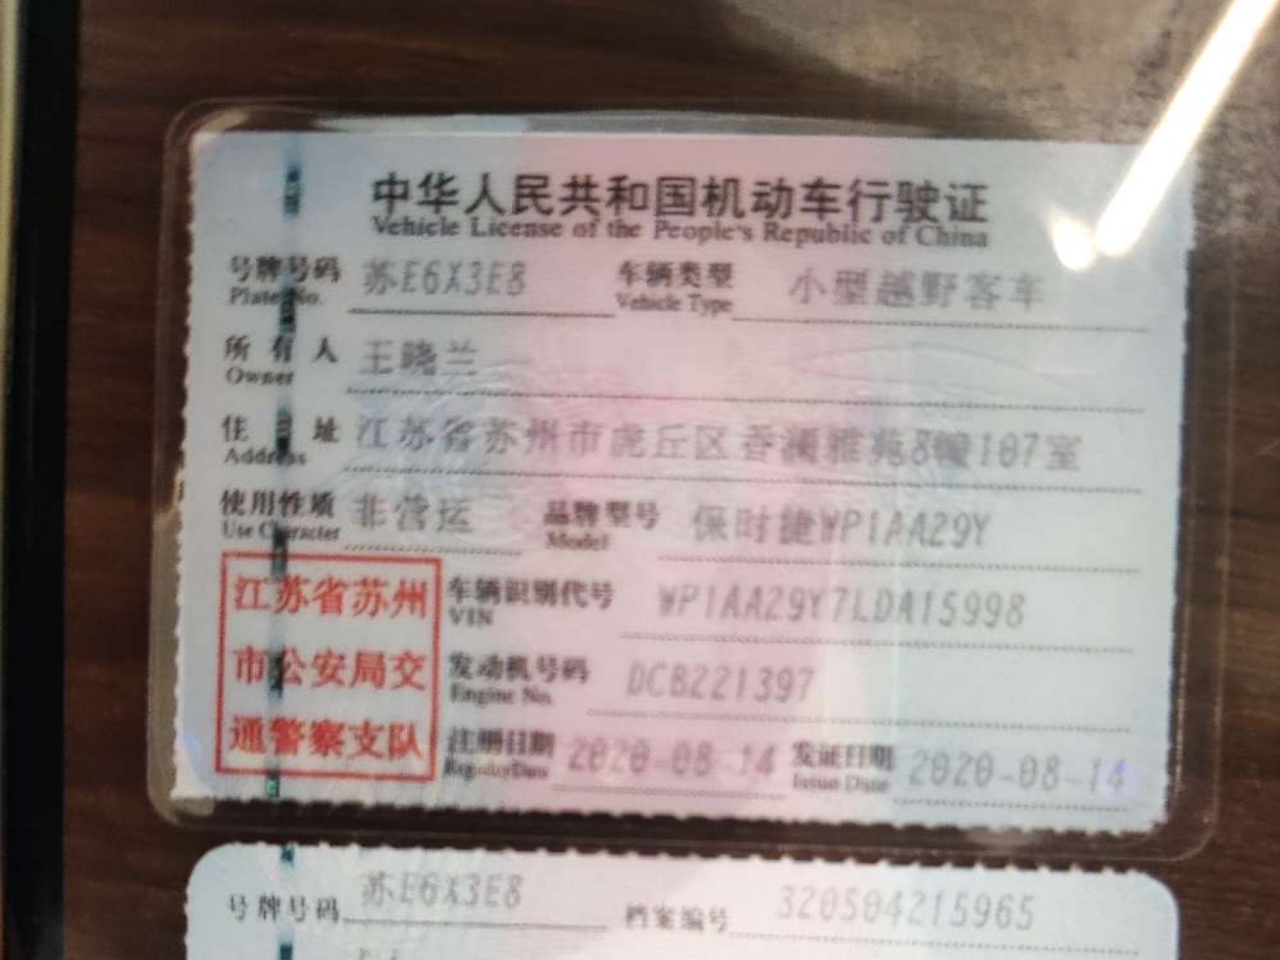 中华人民共和国机动车行驶证
Vehicle License of the People's Republic of China
号牌号码 苏E6X3E8 车辆类型 小型越野客车
Plate No. Vehicle Type
所有人 王晓兰
Owner
住址 江苏省苏州市虎丘区香澜雅苑8幢107室
Address
使用性质 非营运 品牌型号 保时捷WP1AA29Y
Use Character Model
江苏省苏州
市公安局交
通警察支队
车辆识别代号 WP1AA29Y7LDA15998
VIN
发动机号码 DCB221397
Engine No.
注册日期 2020-08-14 发证日期 2020-08-14
Register Date Issue Date
号牌号码 苏E6X3E8 档案编号 320504215965